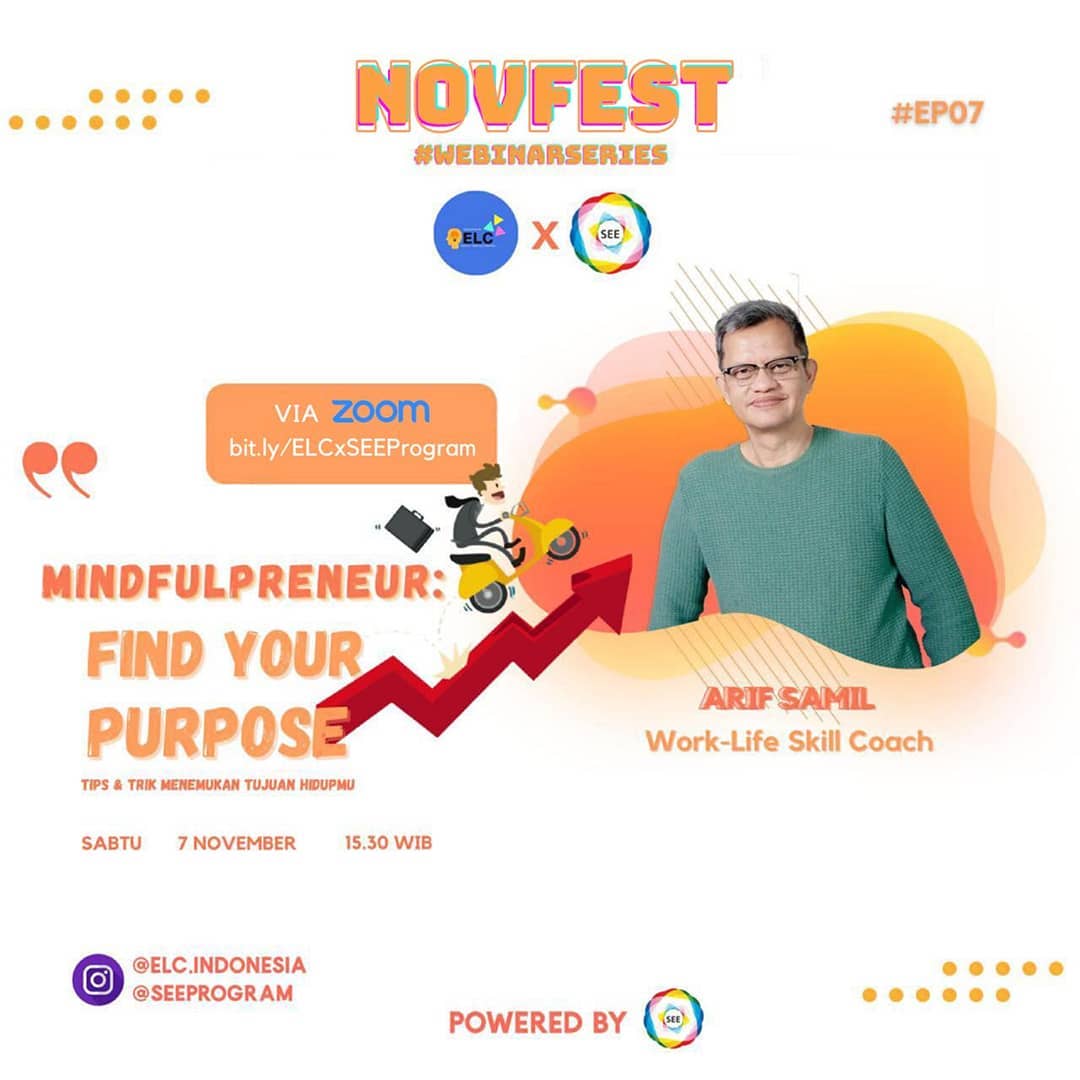 NOVFEST
#WEBINARSERIES
#EP07
ELC X SEE
VIA zoom
bit.ly/ELCxSEEProgram
MINDFULPRENEUR:
FIND YOUR
PURPOSE
TIPS & TRIK MENEMUKAN TUJUAN HIDUPMU
SABTU 7 NOVEMBER 15.30 WIB
ARIF SAMIL
Work-Life Skill Coach
@ELC.INDONESIA
@SEEPROGRAM
POWERED BY SEE